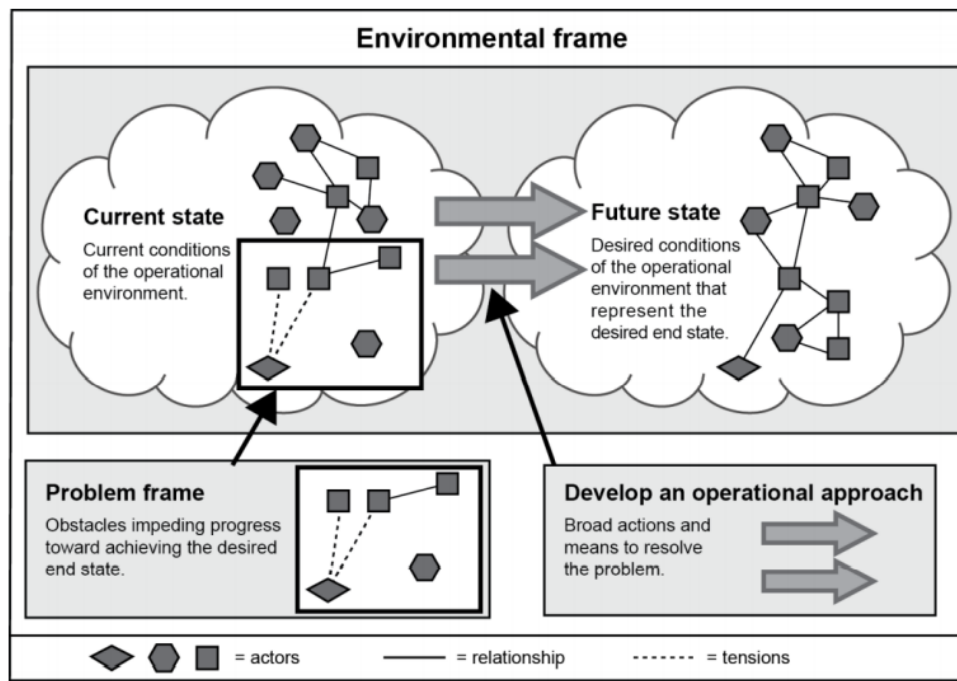 Environmental frame
Current state
Current conditions
of the operational
environment.
Future state
Desired conditions
of the operational
environment that
represent the
desired end state.
Problem frame
Obstacles impeding progress
toward achieving the desired
end state.
Develop an operational approach
Broad actions and
means to resolve
the problem.
= actors
= relationship
= tensions